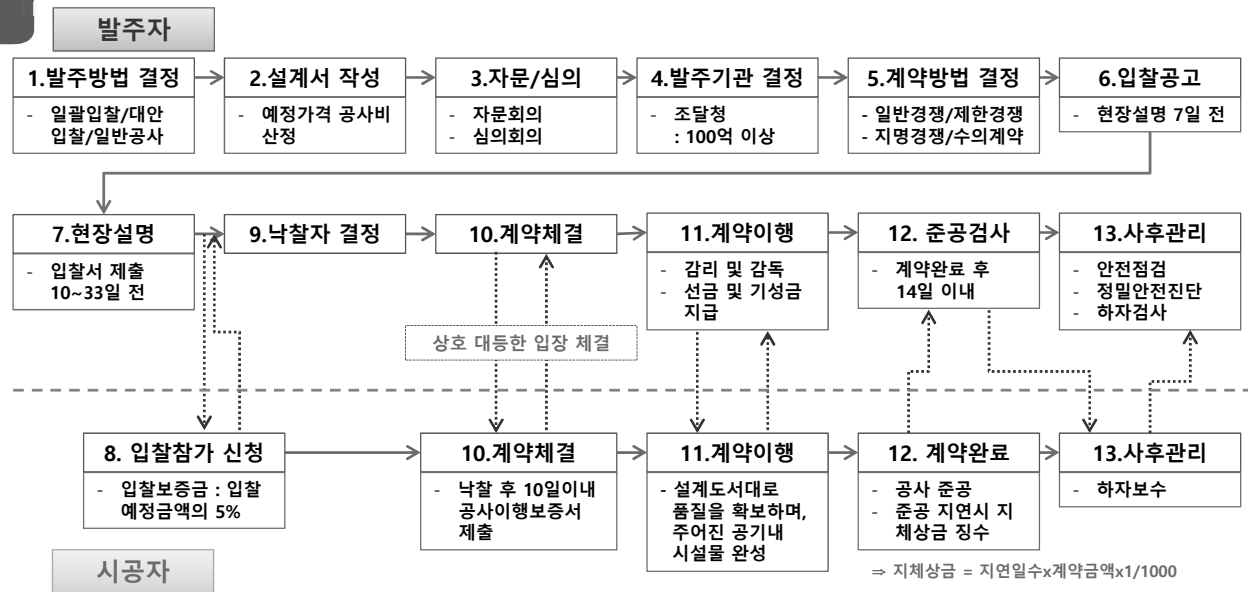 발주자
1.발주방법 결정
- 일괄입찰/대안
입찰/일반공사
2.설계서 작성
- 예정가격 공사비
산정
3.자문/심의
- 자문회의
- 심의회의
4.발주기관 결정
- 조달청
: 100억 이상
5.계약방법 결정
- 일반경쟁/제한경쟁
- 지명경쟁/수의계약
6.입찰공고
- 현장설명 7일 전
7.현장설명
- 입찰서 제출
10~33일 전
9.낙찰자 결정
10.계약체결
11.계약이행
- 감리 및 감독
- 선금 및 기성금
지급
12. 준공검사
- 계약완료 후
14일 이내
13.사후관리
- 안전점검
- 정밀안전진단
- 하자검사
상호 대등한 입장 체결
8. 입찰참가 신청
- 입찰보증금 : 입찰
예정금액의 5%
10.계약체결
- 낙찰 후 10일이내
공사이행보증서
제출
11.계약이행
- 설계도서대로
품질을 확보하며,
주어진 공기내
시설물 완성
12. 계약완료
- 공사 준공
- 준공 지연시 지
체상금 징수
13.사후관리
- 하자보수
시공자
⇒ 지체상금 = 지연일수x계약금액x1/1000